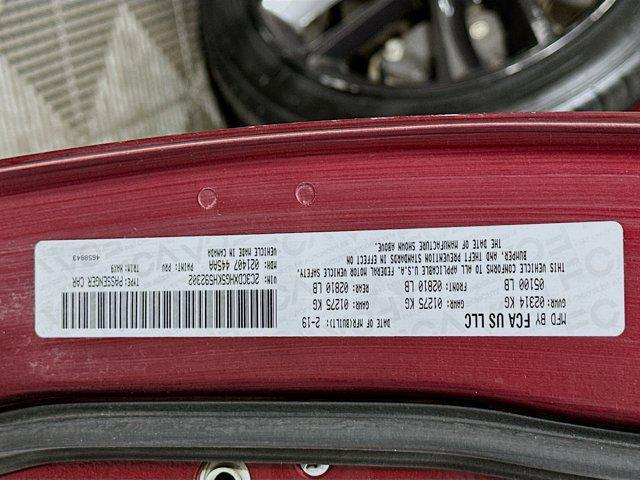 MFD BY FCA US LLC
DATE OF MFR(BUILT): 2-19
GVWR: 02314 KG
05100 LB
GAWR: 01275 KG
FRONT: 02810 LB
GAWR: 01275 KG
REAR: 02810 LB
THIS VEHICLE CONFORMS TO ALL APPLICABLE U.S.A. FEDERAL MOTOR VEHICLE SAFETY,
BUMPER, AND THEFT PREVENTION STANDARDS IN EFFECT ON
THE DATE OF MANUFACTURE SHOWN ABOVE.
VIN: 2C3CDXHG5KH592302
TYPE: PASSENGER CAR
MDH: 021407 445AA
PAINT: PRV
TRIM: HAX9
VEHICLE MADE IN CANADA
4658843